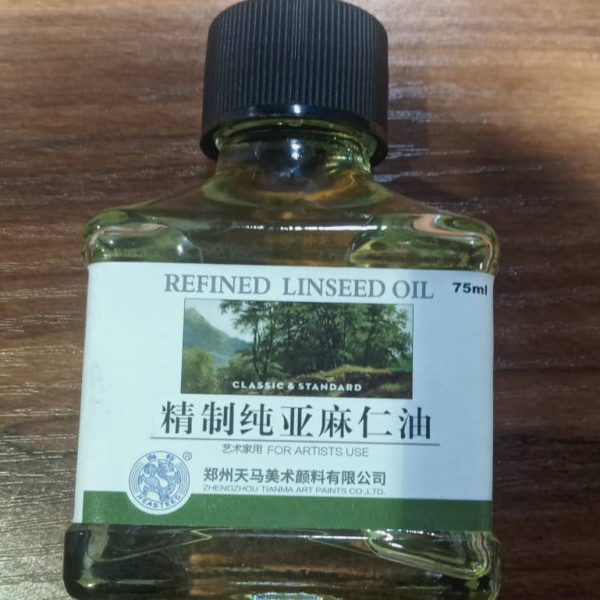 REFINED LINSEED OIL 75ml
CLASSIC & STANDARD
精制纯亚麻仁油
艺术家用 FOR ARTISTS USE
郑州天马美术颜料有限公司
ZHENGZHOU TIANMA ART PAINTS CO.,LTD.
®
HEASTEED